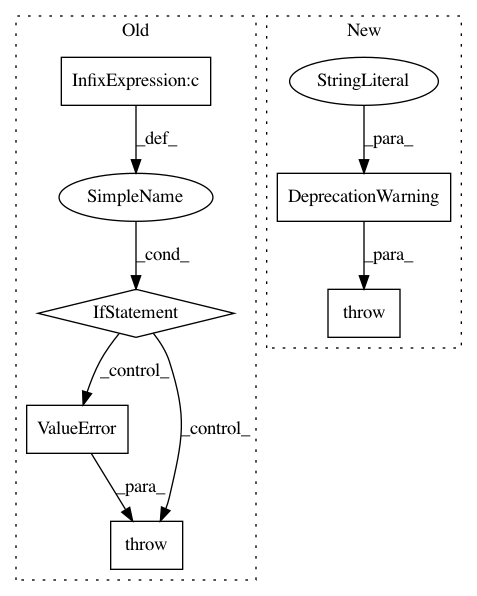 Old
New
InfixExpression:c
StringLiteral
_def_
_para_
SimpleName
DeprecationWarning
_cond_
_para_
IfStatement
throw
_control_
ValueError
_control_
_para_
throw